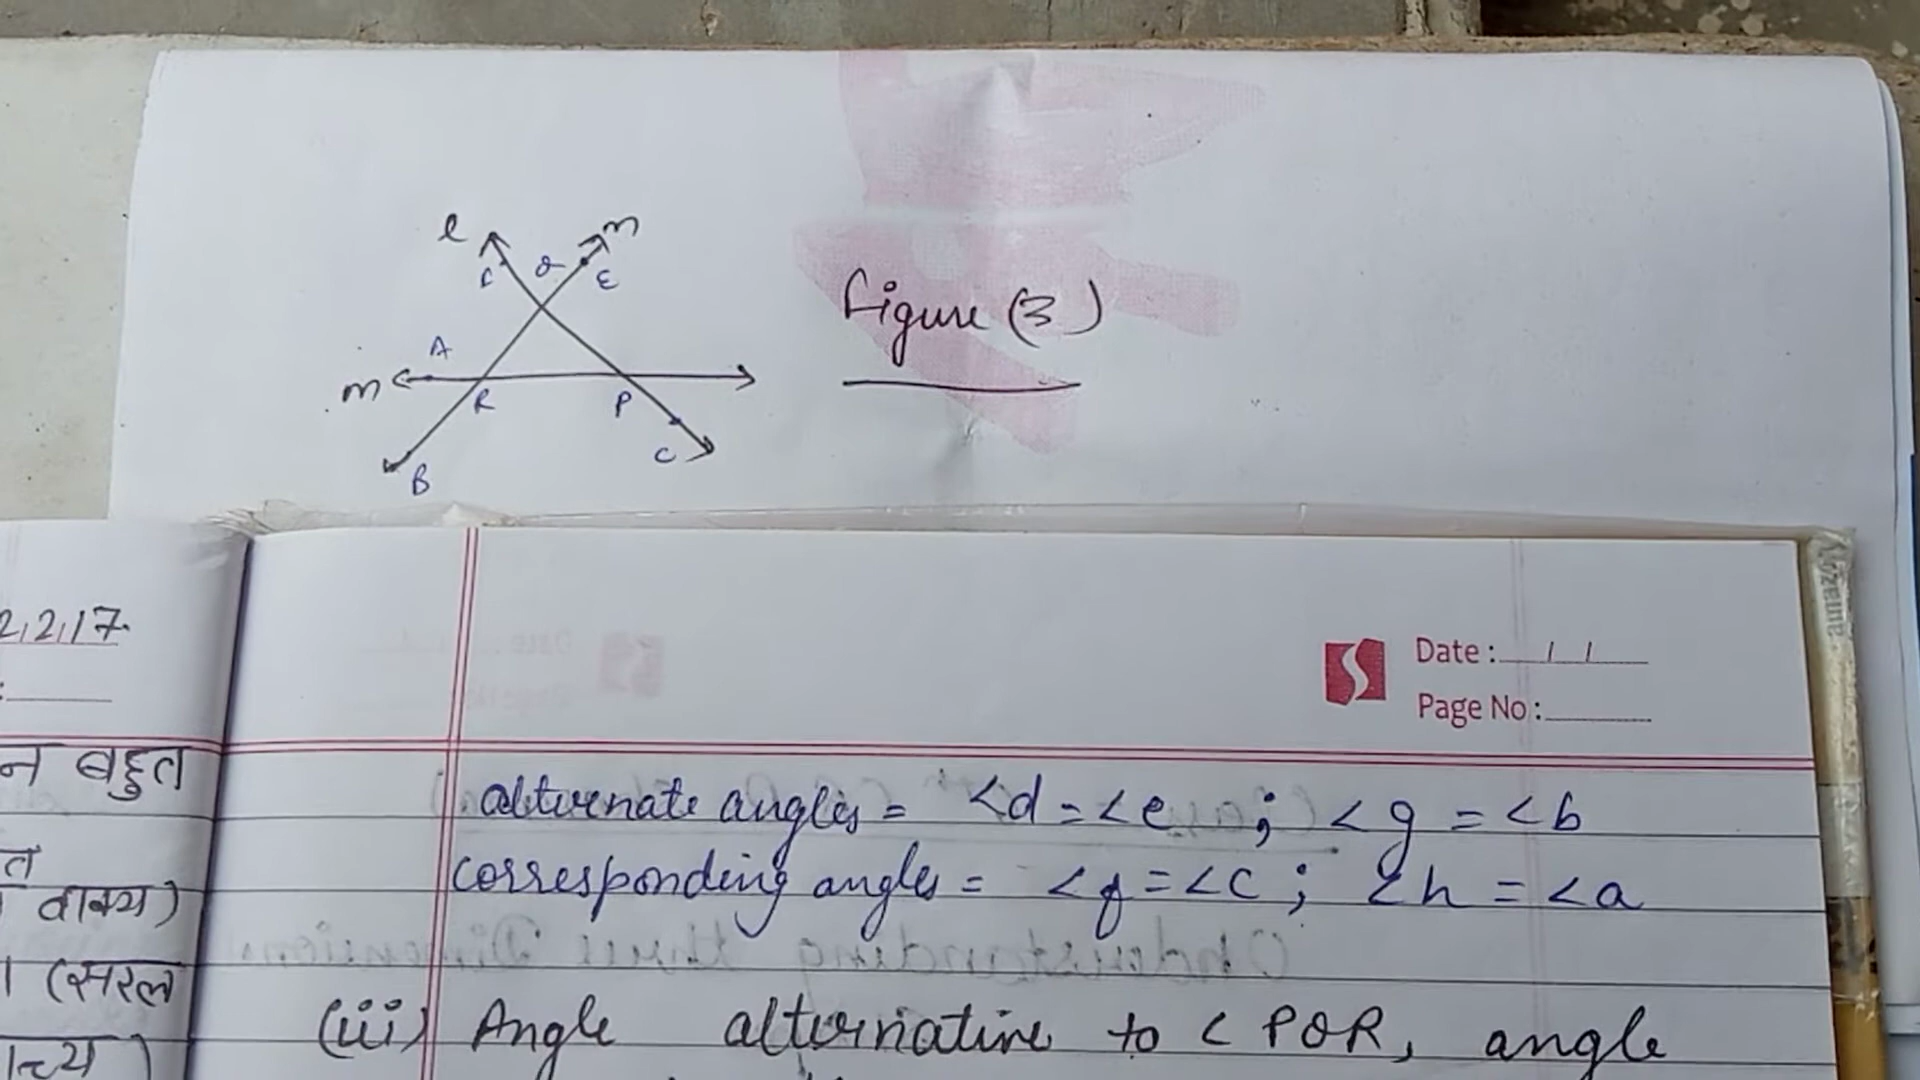 l
m
Q
F
E
Figure (3)
A
m
R
P
C
B
2,2,17.
Date : / /
Page No :
न बहुत
alternate angles = <d = <e ; <g = <b
त
corresponding angles = <f = <c ; <h = <a
वाक्य)
(सरल
(iii) Angle alternative to < PQR, angle